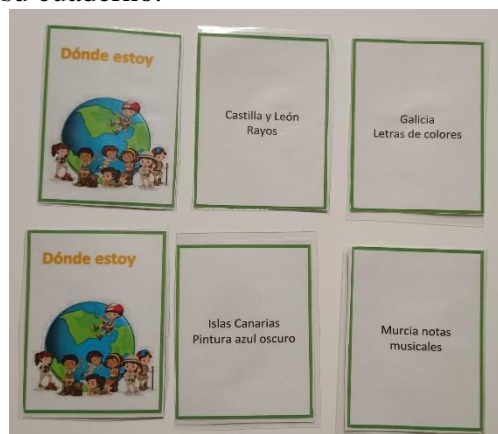 su cuaderno.
Dónde estoy
Castilla y León
Rayos
Galicia
Letras de colores
Dónde estoy
Islas Canarias
Pintura azul oscuro
Murcia notas
musicales